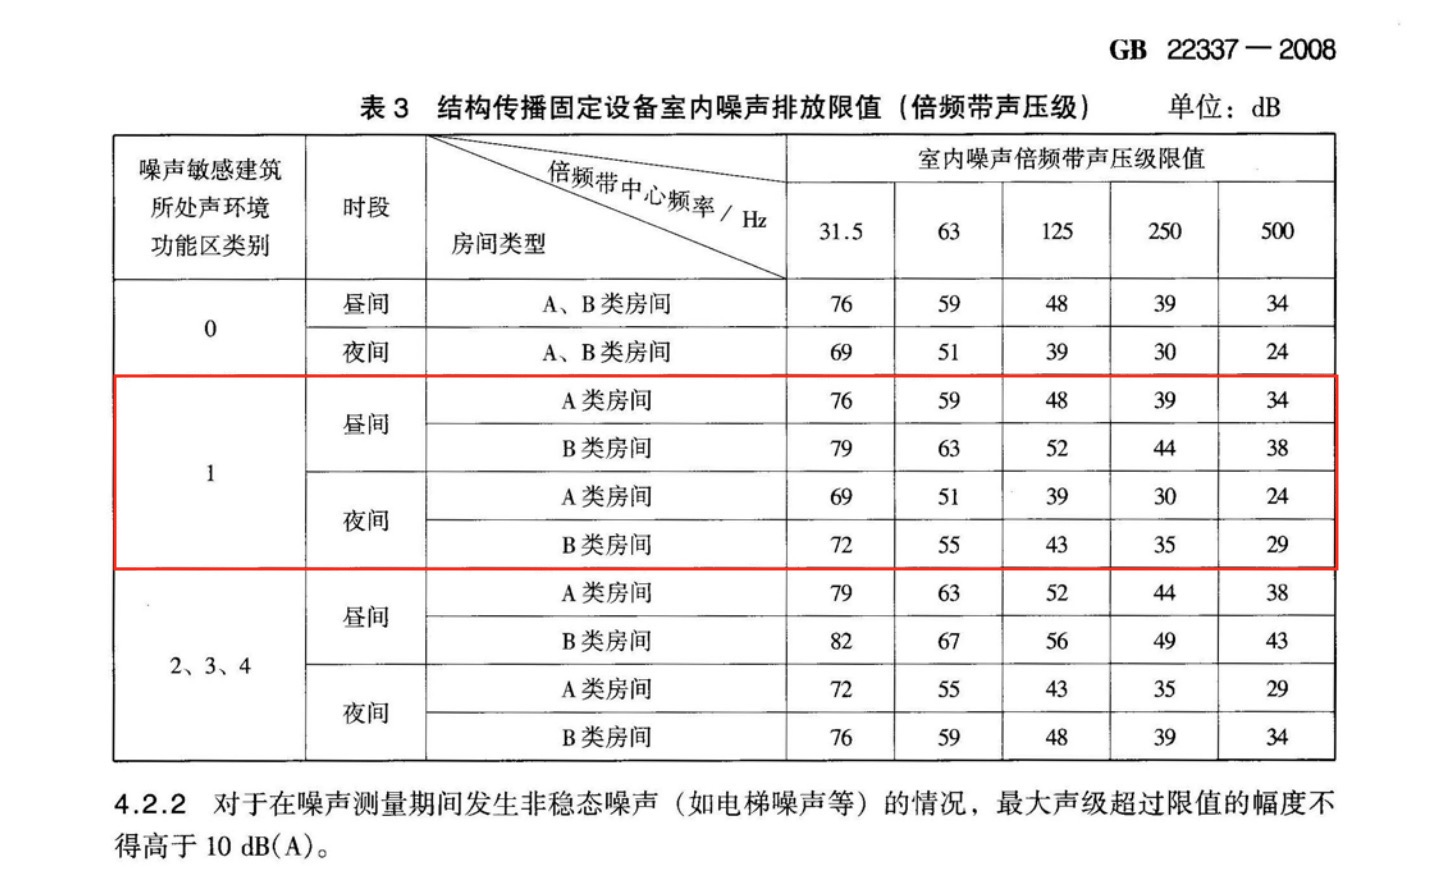 GB 22337—2008
表 3 结构传播固定设备室内噪声排放限值（倍频带声压级） 单位：dB
噪声敏感建筑
所处声环境
功能区类别
时段
倍频带中心频率/Hz
房间类型
室内噪声倍频带声压级限值
31.5 63 125 250 500
0
昼间 A、B类房间 76 59 48 39 34
夜间 A、B类房间 69 51 39 30 24
1
昼间
A类房间 76 59 48 39 34
B类房间 79 63 52 44 38
夜间
A类房间 69 51 39 30 24
B类房间 72 55 43 35 29
2、3、4
昼间
A类房间 79 63 52 44 38
B类房间 82 67 56 49 43
夜间
A类房间 72 55 43 35 29
B类房间 76 59 48 39 34
4.2.2 对于在噪声测量期间发生非稳态噪声（如电梯噪声等）的情况，最大声级超过限值的幅度不
得高于 10 dB(A)。